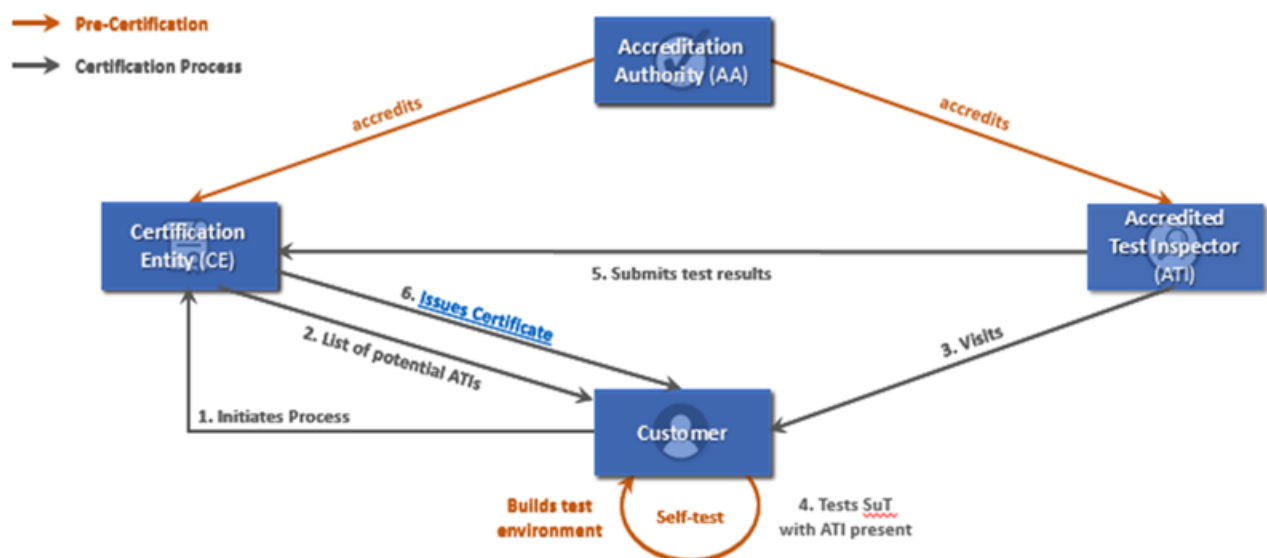 Pre-Certification
Certification Process
Accreditation
Authority (AA)
accredits
accredits
Certification
Entity (CE)
Accredited
Test Inspector
(ATI)
5. Submits test results
6. Issues Certificate
2. List of potential ATIs
3. Visits
1. Initiates Process
Customer
Builds test
environment
Self-test
4. Tests SuT
with ATI present